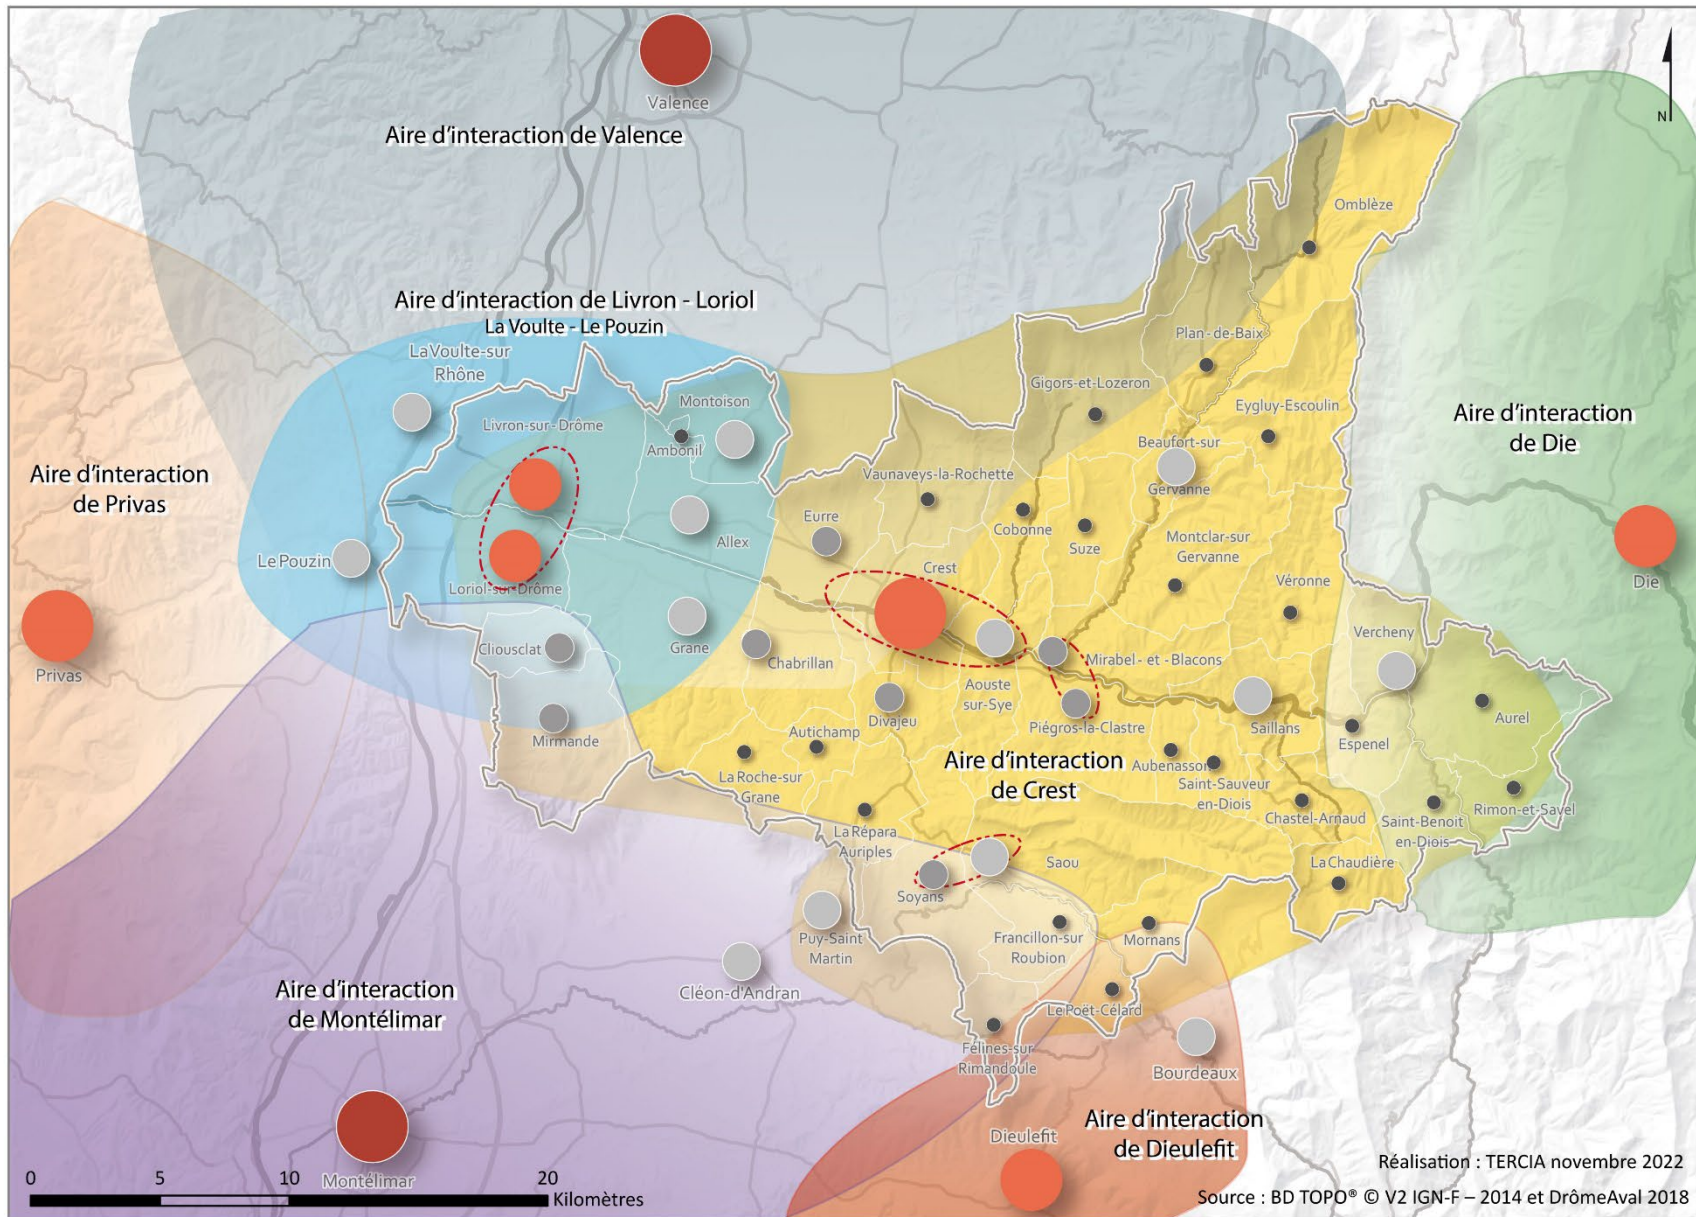 Valence
Aire d'interaction de Valence
N
Omblèze
Aire d'interaction de Livron - Loriol
La Voulte - Le Pouzin
La Voulte-sur
Rhône
Plan-de-Baix
Gigors-et-Lozeron
Montoison
Livron-sur-Drôme
Ambonil
Eygluy-Escoulin
Beaufort-sur
Gervanne
Aire d'interaction
de Die
Aire d'interaction
de Privas
Vaunaveys-la-Rochette
Eurre
Allex
Cobonne
Suze
Montclar-sur
Gervanne
Le Pouzin
Loriol-sur-Drôme
Crest
Véronne
Die
Privas
Cliousclat
Grane
Chabrillan
Vercheny
Mirabel-et-Blacons
Aouste
sur-Sye
Divajeu
Piégros-la-Clastre
Saillans
Aurel
Espenel
Mirmande
Autichamp
La Roche-sur
Grane
Aire d'interaction
de Crest
Aubenasson
Saint-Sauveur
en-Diois
Chastel-Arnaud
Saint-Benoit
en-Diois
Rimon-et-Savel
La Répara
Auriples
Saou
La Chaudière
Soyans
Puy-Saint
Martin
Francillon-sur
Roubion
Mornans
Cléon-d'Andran
Aire d'interaction
de Montélimar
Le Poët-Célard
Félines-sur
Rimandoule
Bourdeaux
Aire d'interaction
de Dieulefit
Dieulefit
Montélimar
0 5 10 20
Kilomètres
Réalisation : TERCIA novembre 2022
Source : BD TOPO® © V2 IGN-F – 2014 et DrômeAval 2018